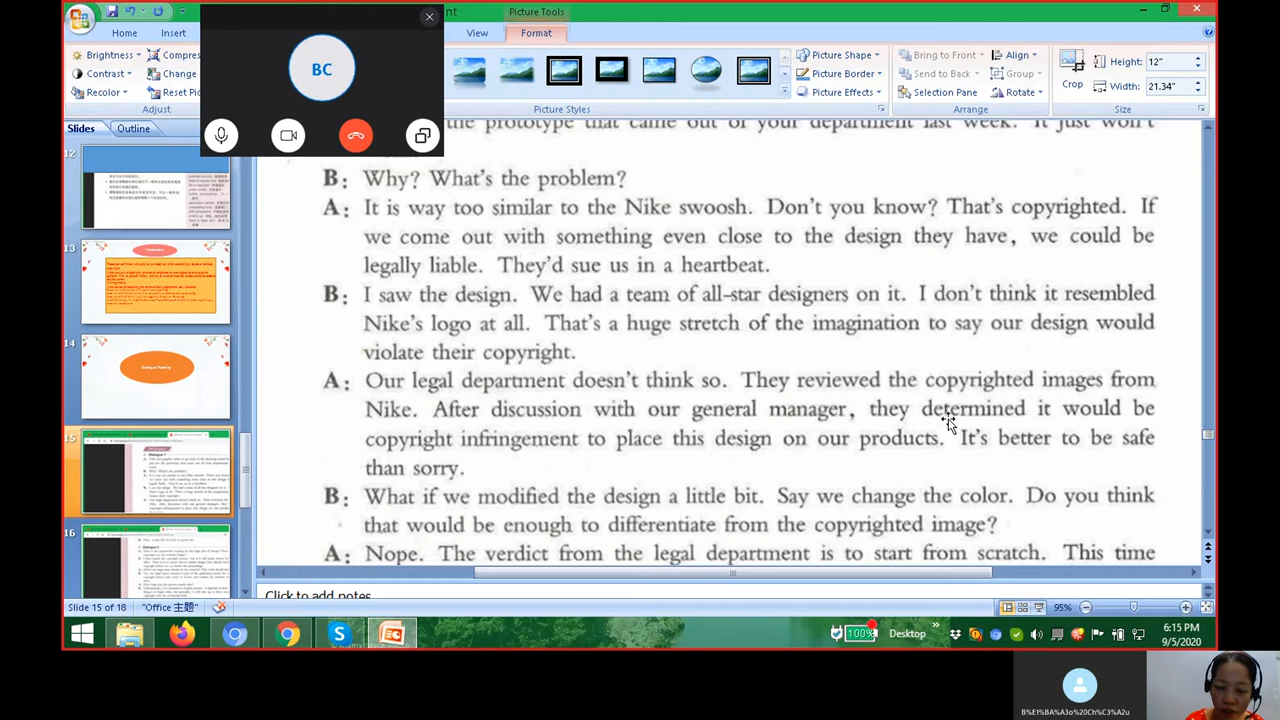 Picture Tools
Home
Insert
View
Format
Brightness
Contrast
Recolor
Compres
Change
Reset Pic
Adjust
Picture Styles
Picture Shape
Picture Border
Picture Effects
Bring to Front
Send to Back
Selection Pane
Align
Group
Rotate
Arrange
Crop
Height: 12"
Width: 21.34"
Size
BC
Slides
Outline
12
13
14
Dialogue Reading
15
16
the prototype that came out of your department last week. It just won't
B: Why? What's the problem?
A: It is way too similar to the Nike swoosh. Don't you know? That's copyrighted. If
we come out with something even close to the design they have, we could be
legally liable. They'd sue us in a heartbeat.
B: I saw the design. We had a team of all-star designers on it. I don't think it resembled
Nike's logo at all. That's a huge stretch of the imagination to say our design would
violate their copyright.
A: Our legal department doesn't think so. They reviewed the copyrighted images from
Nike. After discussion with our general manager, they determined it would be
copyright infringement to place this design on our products. It's better to be safe
than sorry.
B: What if we modified the design a little bit. Say we change the color. Do you think
that would be enough to differentiate from the copyrighted image?
A: Nope. The verdict from the legal department is to start from scratch. This time
Click to add notes
Slide 15 of 18
"Office 主题"
95%
100%
Desktop
6:15 PM
9/5/2020
B%E1%BA%A3o%20Ch%C3%A2u